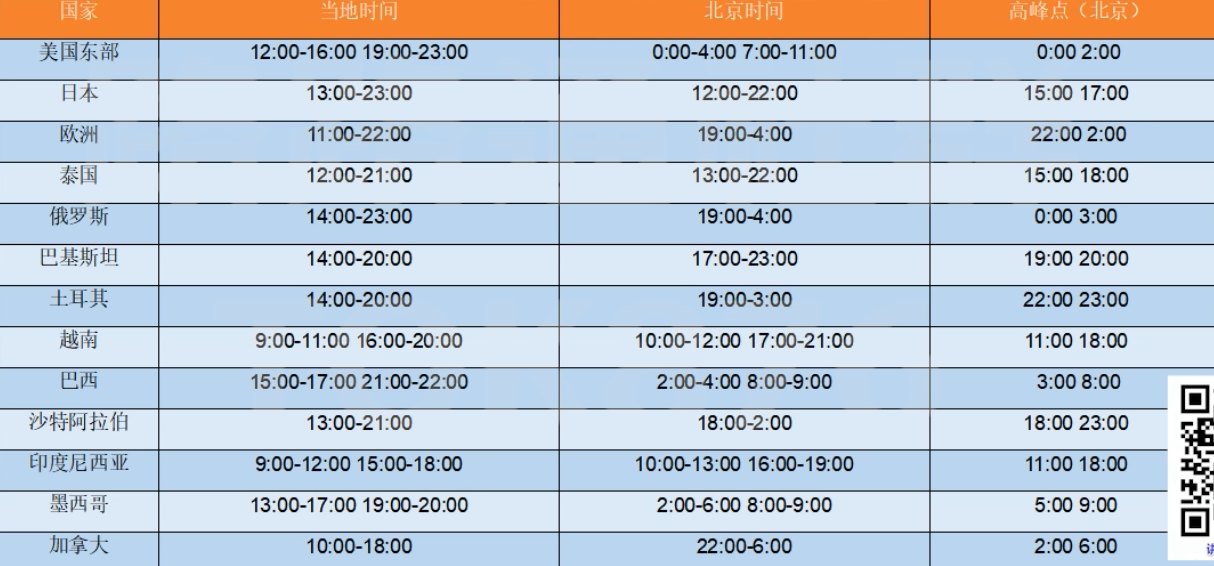 国家 当地时间 北京时间 高峰点（北京）
美国东部 12:00-16:00 19:00-23:00 0:00-4:00 7:00-11:00 0:00 2:00
日本 13:00-23:00 12:00-22:00 15:00 17:00
欧洲 11:00-22:00 19:00-4:00 22:00 2:00
泰国 12:00-21:00 13:00-22:00 15:00 18:00
俄罗斯 14:00-23:00 19:00-4:00 0:00 3:00
巴基斯坦 14:00-20:00 17:00-23:00 19:00 20:00
土耳其 14:00-20:00 19:00-3:00 22:00 23:00
越南 9:00-11:00 16:00-20:00 10:00-12:00 17:00-21:00 11:00 18:00
巴西 15:00-17:00 21:00-22:00 2:00-4:00 8:00-9:00 3:00 8:00
沙特阿拉伯 13:00-21:00 18:00-2:00 18:00 23:00
印度尼西亚 9:00-12:00 15:00-18:00 10:00-13:00 16:00-19:00 11:00 18:00
墨西哥 13:00-17:00 19:00-20:00 2:00-6:00 8:00-9:00 5:00 9:00
加拿大 10:00-18:00 22:00-6:00 2:00 6:00